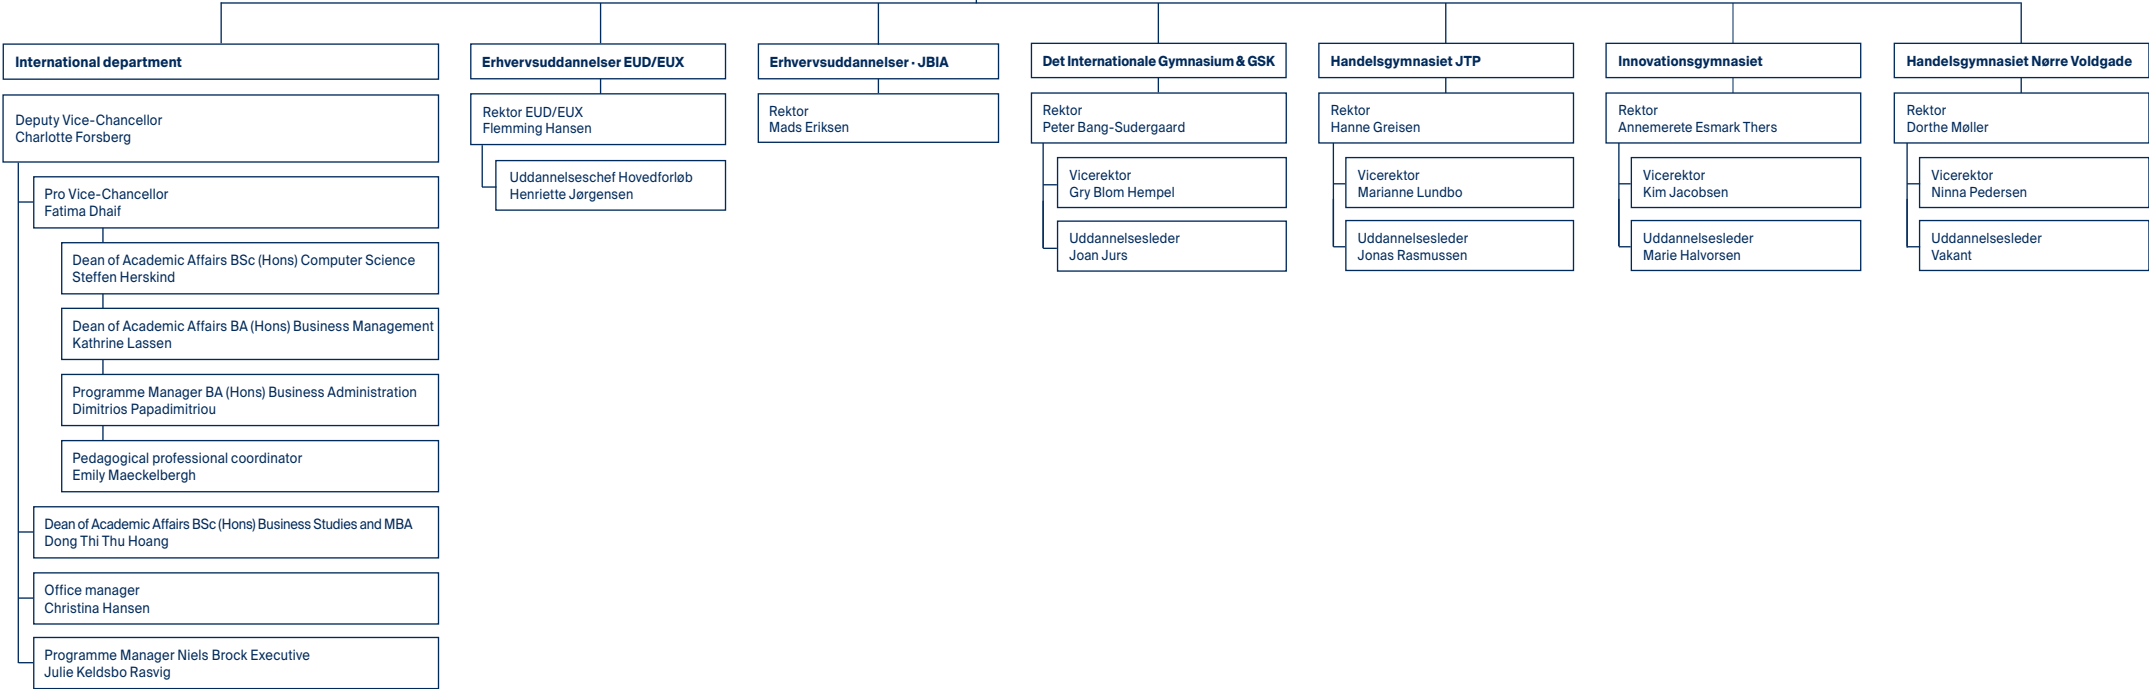 International department
Deputy Vice-Chancellor
Charlotte Forsberg
Pro Vice-Chancellor
Fatima Dhaif
Dean of Academic Affairs BSc (Hons) Computer Science
Steffen Herskind
Dean of Academic Affairs BA (Hons) Business Management
Kathrine Lassen
Programme Manager BA (Hons) Business Administration
Dimitrios Papadimitriou
Pedagogical professional coordinator
Emily Maeckelbergh
Dean of Academic Affairs BSc (Hons) Business Studies and MBA
Dong Thi Thu Hoang
Office manager
Christina Hansen
Programme Manager Niels Brock Executive
Julie Keldsbo Rasvig
Erhvervsuddannelser EUD/EUX
Rektor EUD/EUX
Flemming Hansen
Uddannelseschef Hovedforløb
Henriette Jørgensen
Erhvervsuddannelser · JBIA
Rektor
Mads Eriksen
Det Internationale Gymnasium & GSK
Rektor
Peter Bang-Sudergaard
Vicerektor
Gry Blom Hempel
Uddannelsesleder
Joan Jurs
Handelsgymnasiet JTP
Rektor
Hanne Greisen
Vicerektor
Marianne Lundbo
Uddannelsesleder
Jonas Rasmussen
Innovationsgymnasiet
Rektor
Annemerete Esmark Thers
Vicerektor
Kim Jacobsen
Uddannelsesleder
Marie Halvorsen
Handelsgymnasiet Nørre Voldgade
Rektor
Dorthe Møller
Vicerektor
Ninna Pedersen
Uddannelsesleder
Vakant